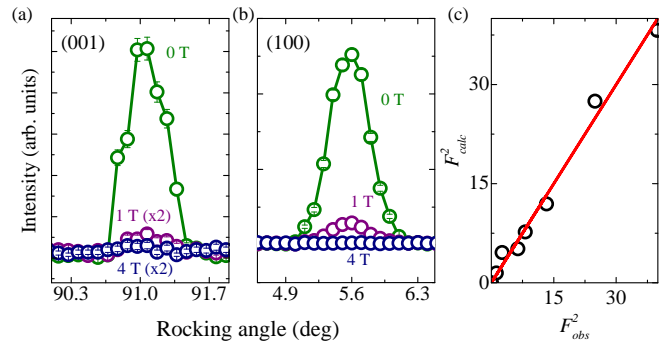 (a)
(001)
0 T
1 T (x2)
4 T (x2)
90.3
91.0
91.7
Intensity (arb. units)
(b)
(100)
0 T
1 T
4 T
4.9
5.6
6.3
Rocking angle (deg)
(c)
45
30
15
0
F²calc
15
30
F²obs